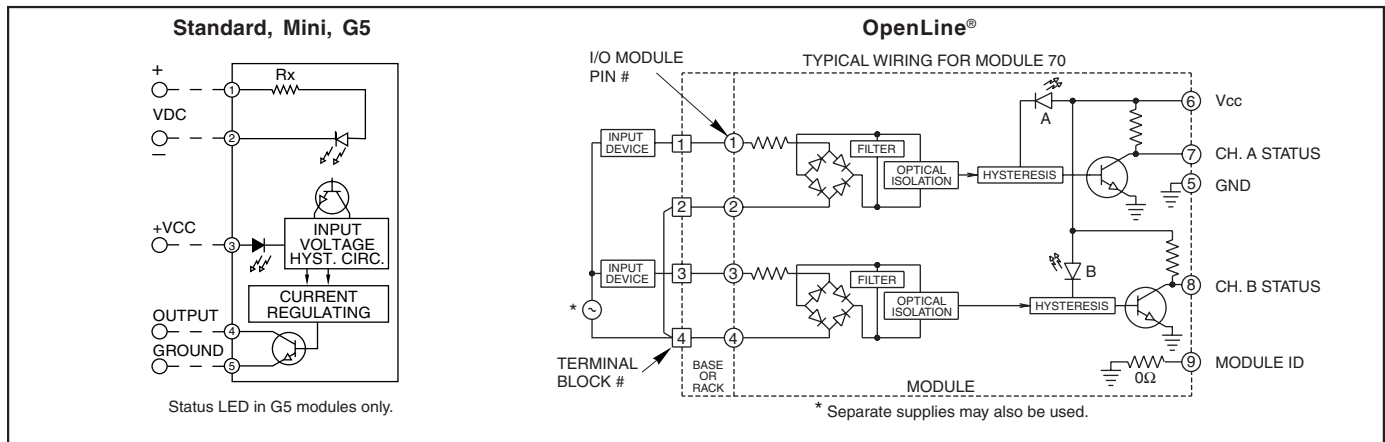 Standard, Mini, G5
+
Rx
1
VDC
2
–
+VCC
3
INPUT
VOLTAGE
HYST. CIRC.
CURRENT
REGULATING
OUTPUT
4
GROUND
5
Status LED in G5 modules only.
OpenLine®
I/O MODULE
PIN #
TYPICAL WIRING FOR MODULE 70
A
6
Vcc
INPUT
DEVICE
1
1
FILTER
OPTICAL
ISOLATION
HYSTERESIS
7
CH. A STATUS
5
GND
2
2
INPUT
DEVICE
3
3
FILTER
OPTICAL
ISOLATION
B
HYSTERESIS
8
CH. B STATUS
*
~
4
4
TERMINAL
BLOCK #
BASE
OR
RACK
MODULE
0Ω
9
MODULE ID
* Separate supplies may also be used.